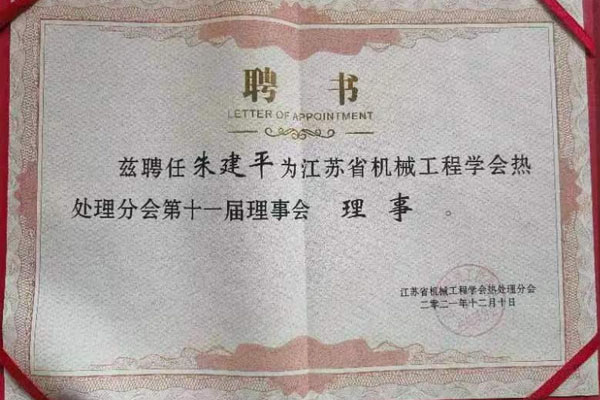 聘书
LETTER OF APPOINTMENT
兹聘任朱建平为江苏省机械工程学会热
处理分会第十一届理事会 理事 。
江苏省机械工程学会热处理分会
二零二一年十二月十日